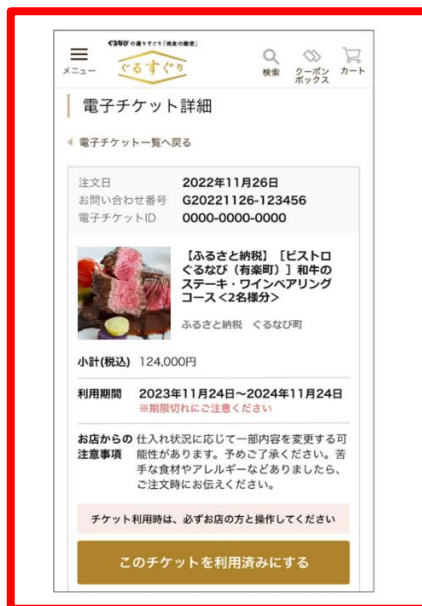 ぐるなびの選りすぐり「美食の殿堂」
ぐるすぐり
メニュー
検索
クーポン
ボックス
カート
電子チケット詳細
電子チケット一覧へ戻る
注文日 2022年11月26日
お問い合わせ番号 G20221126-123456
電子チケットID 0000-0000-0000
【ふるさと納税】［ビストロ
ぐるなび（有楽町）］和牛の
ステーキ・ワインペアリング
コース<2名様分>
ふるさと納税 ぐるなび町
小計(税込) 124,000円
利用期間 2023年11月24日~2024年11月24日
※期限切れにご注意ください
お店からの 仕入れ状況に応じて一部内容を変更する可
注意事項 能性があります。予めご了承ください。苦
手な食材やアレルギーなどありましたら、
ご注文時にお伝えください。
チケット利用時は、必ずお店の方と操作してください
このチケットを利用済みにする